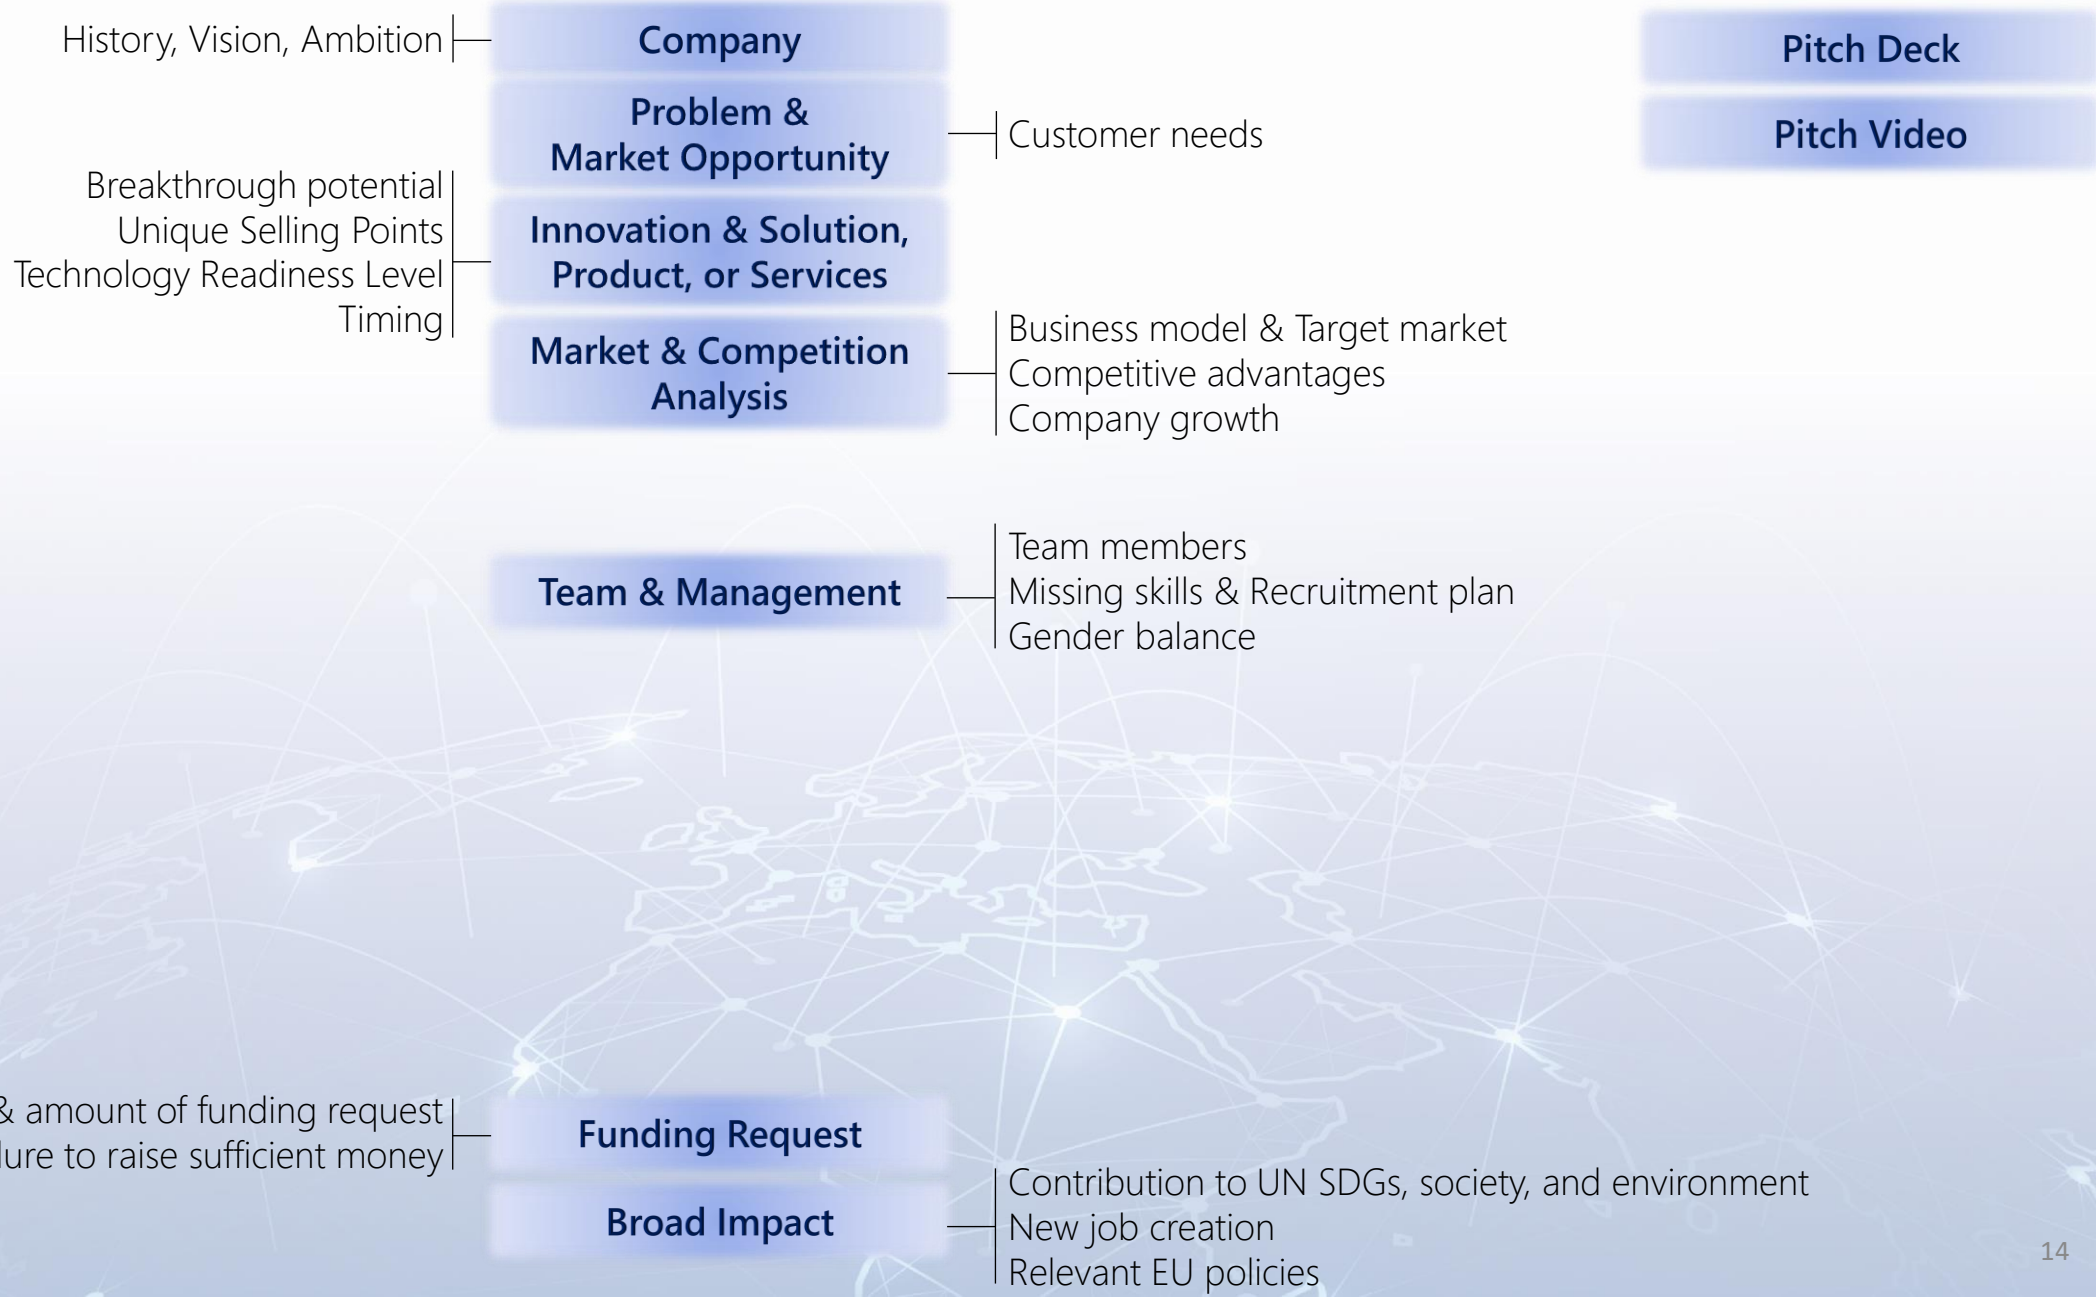 History, Vision, Ambition
Company
Problem &
Market Opportunity
Customer needs
Breakthrough potential
Unique Selling Points
Technology Readiness Level
Timing
Innovation & Solution,
Product, or Services
Market & Competition
Analysis
Business model & Target market
Competitive advantages
Company growth
Team & Management
Team members
Missing skills & Recruitment plan
Gender balance
& amount of funding request
to raise sufficient money
Funding Request
Broad Impact
Contribution to UN SDGs, society, and environment
New job creation
Relevant EU policies
Pitch Deck
Pitch Video
14